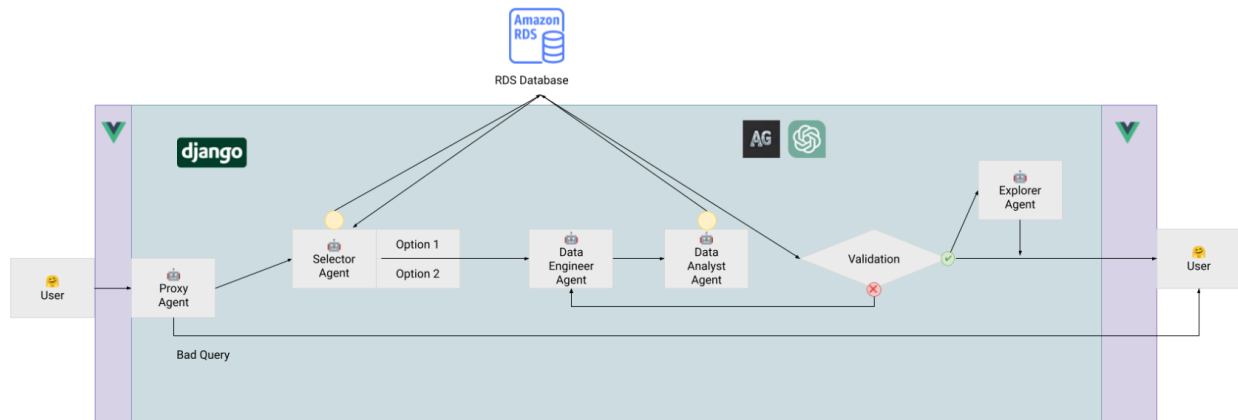 Amazon
RDS
RDS Database
django
AG
Explorer
Agent
Selector
Agent
Option 1
Option 2
Data
Engineer
Agent
Data
Analyst
Agent
Validation
User
Proxy
Agent
User
Bad Query